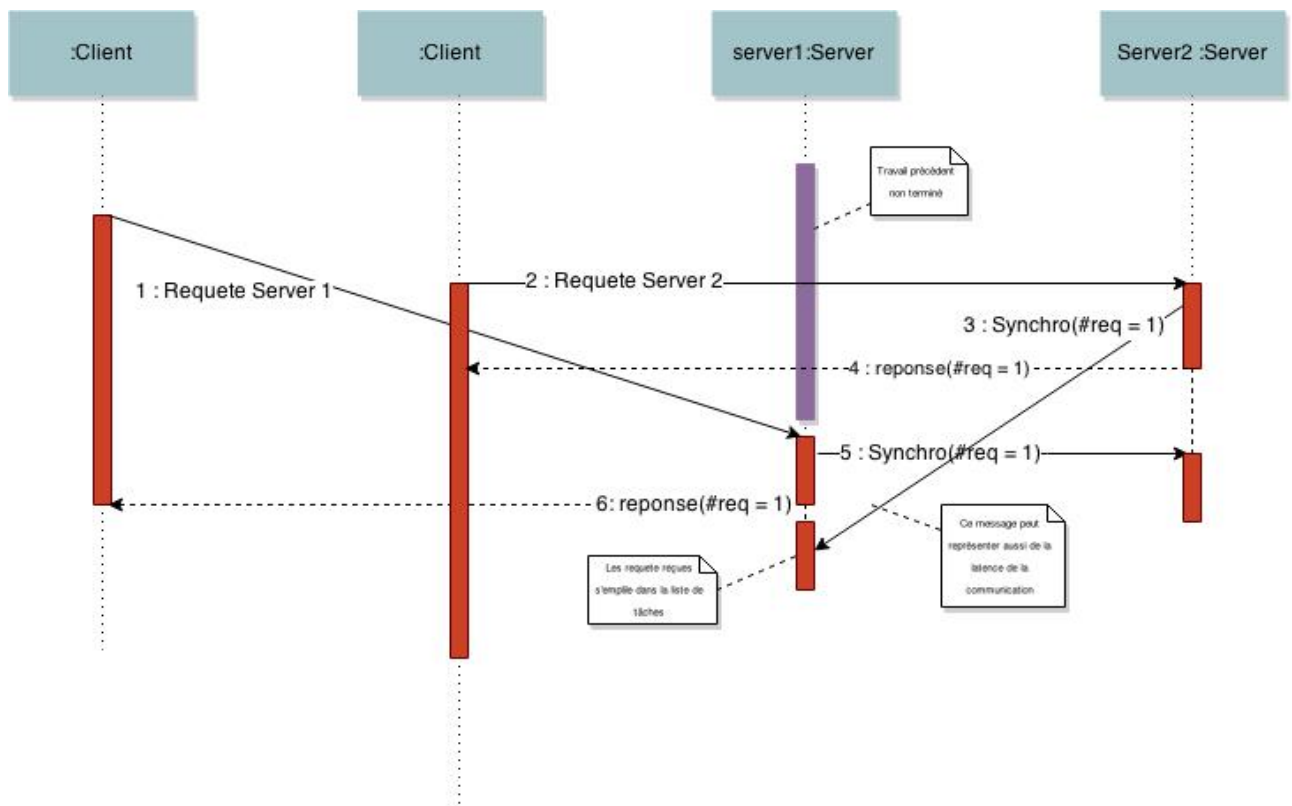 :Client
:Client
server1:Server
Server2 :Server
Travail précédent
non terminé
1 : Requete Server 1
2 : Requete Server 2
3 : Synchro(#req = 1)
4 : reponse(#req = 1)
5 : Synchro(#req = 1)
6: reponse(#req = 1)
Ce message peut
représenter aussi de la
latence de la
communication
Les requete reçues
s'emplile dans la liste de
tâches